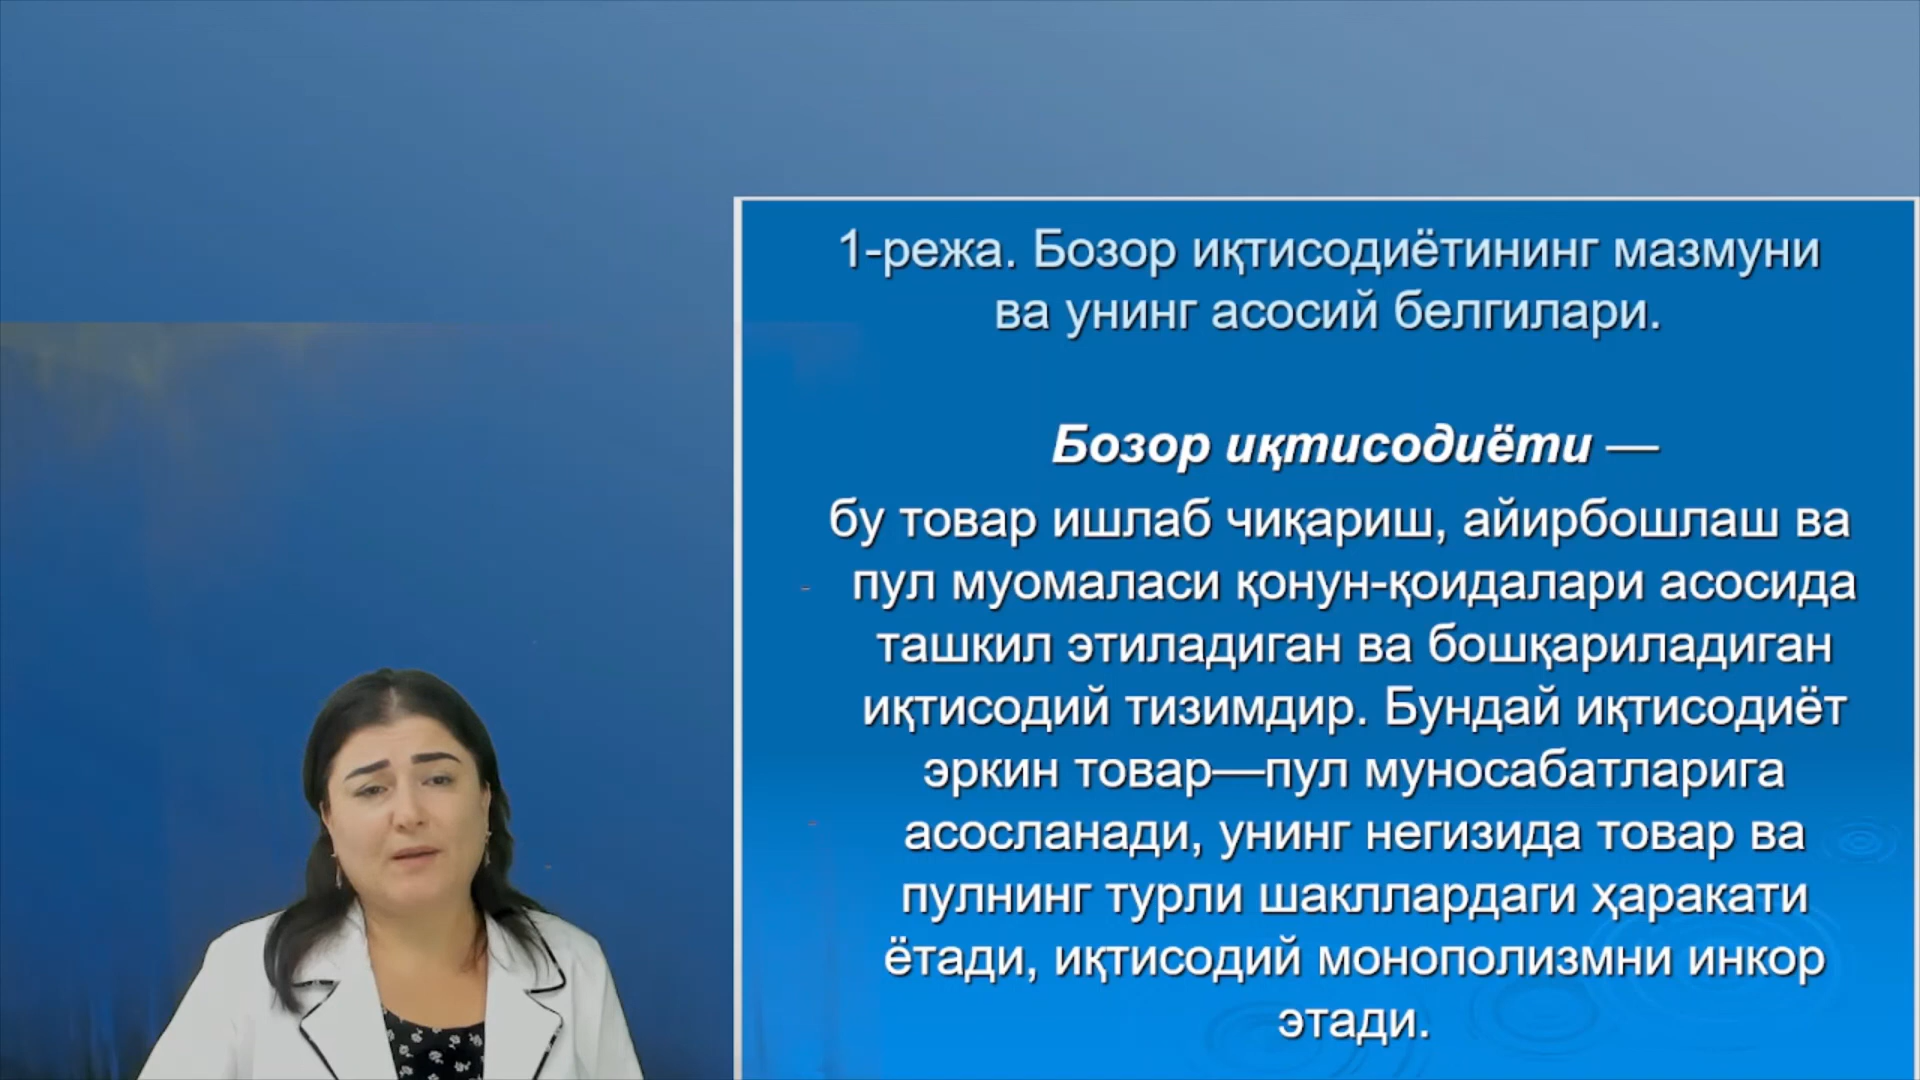 1-режа. Бозор иқтисодиётининг мазмуни
ва унинг асосий белгилари.
Бозор иқтисодиёти —
бу товар ишлаб чиқариш, айирбошлаш ва
пул муомаласи қонун-қоидалари асосида
ташкил этиладиган ва бошқариладиган
иқтисодий тизимдир. Бундай иқтисодиёт
эркин товар—пул муносабатларига
асосланади, унинг негизида товар ва
пулнинг турли шакллардаги ҳаракати
ётади, иқтисодий монополизмни инкор
этади.